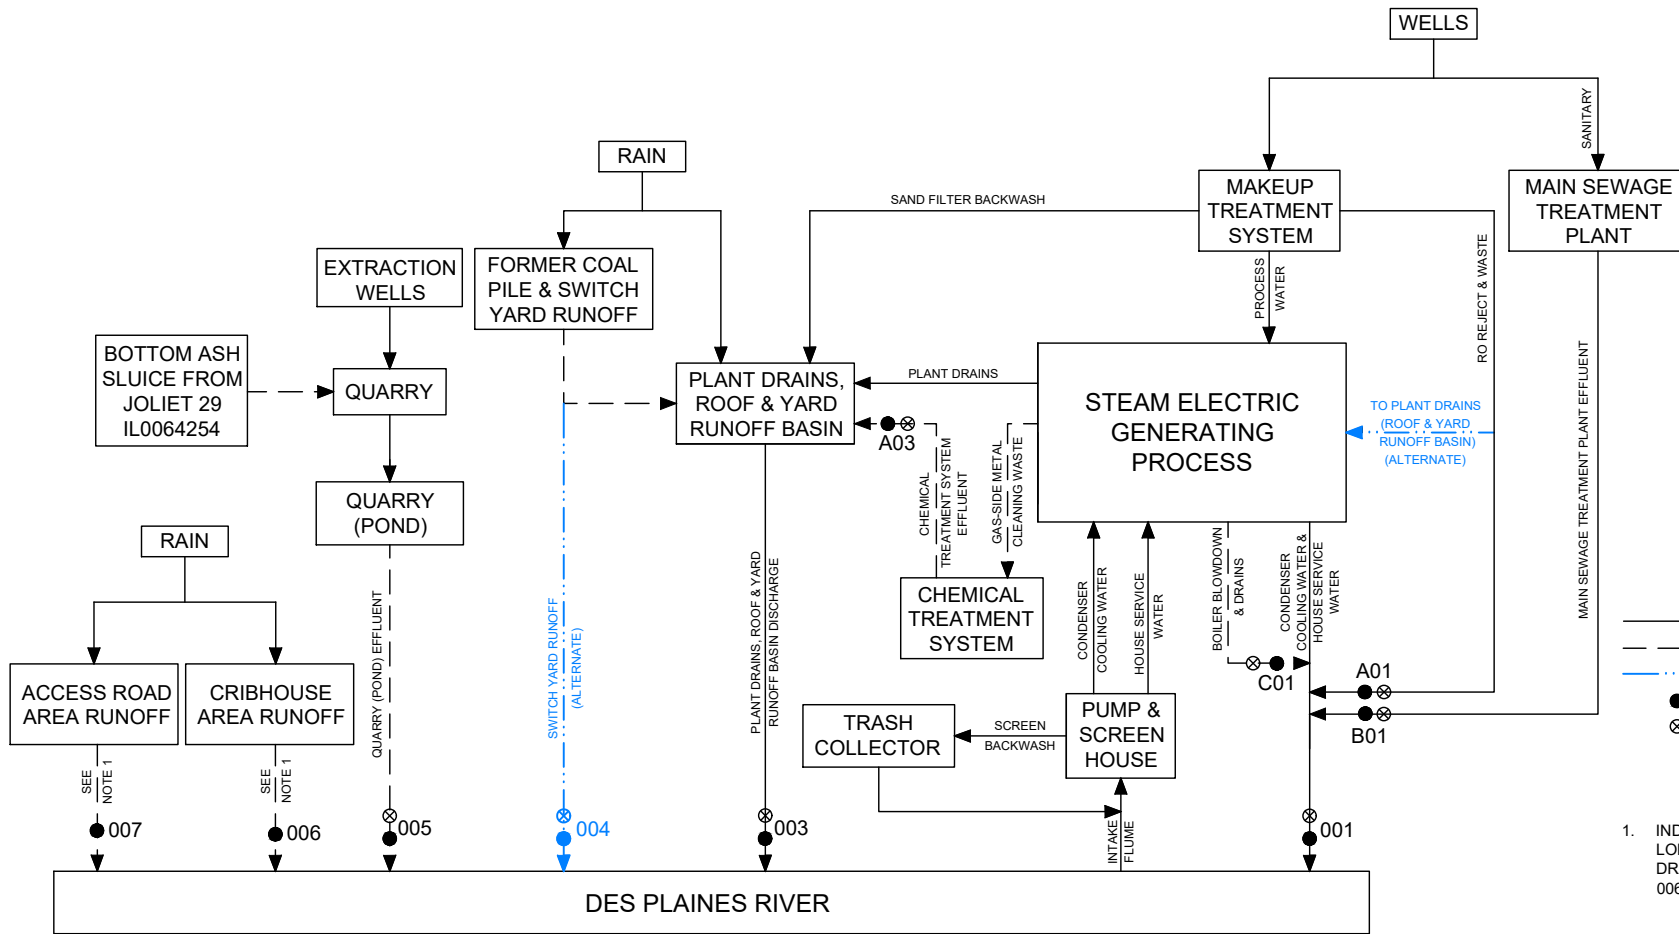 WELLS
SANITARY
RAIN
MAKEUP
TREATMENT
SYSTEM
MAIN SEWAGE
TREATMENT
PLANT
SAND FILTER BACKWASH
EXTRACTION
WELLS
FORMER COAL
PILE & SWITCH
YARD RUNOFF
PROCESS
WATER
RO REJECT & WASTE
BOTTOM ASH
SLUICE FROM
JOLIET 29
IL0064254
QUARRY
PLANT DRAINS,
ROOF & YARD
RUNOFF BASIN
PLANT DRAINS
A03
STEAM ELECTRIC
GENERATING
PROCESS
TO PLANT DRAINS
(ROOF & YARD
RUNOFF BASIN)
(ALTERNATE)
MAIN SEWAGE TREATMENT PLANT EFFLUENT
QUARRY
(POND)
CHEMICAL
TREATMENT SYSTEM
EFFLUENT
GAS-SIDE METAL
CLEANING WASTE
RAIN
CHEMICAL
TREATMENT
SYSTEM
CONDENSER
COOLING WATER
HOUSE SERVICE
WATER
BOILER BLOWDOWN
& DRAINS
CONDENSER
COOLING WATER &
HOUSE SERVICE
WATER
QUARRY (POND) EFFLUENT
SWITCH YARD RUNOFF
(ALTERNATE)
PLANT DRAINS, ROOF & YARD
RUNOFF BASIN DISCHARGE
C01
A01
B01
ACCESS ROAD
AREA RUNOFF
CRIBHOUSE
AREA RUNOFF
TRASH
COLLECTOR
SCREEN
BACKWASH
PUMP &
SCREEN
HOUSE
SEE
NOTE 1
SEE
NOTE 1
007
006
005
004
003
INTAKE
FLUME
001
DES PLAINES RIVER
1. IND
LO
DR
006